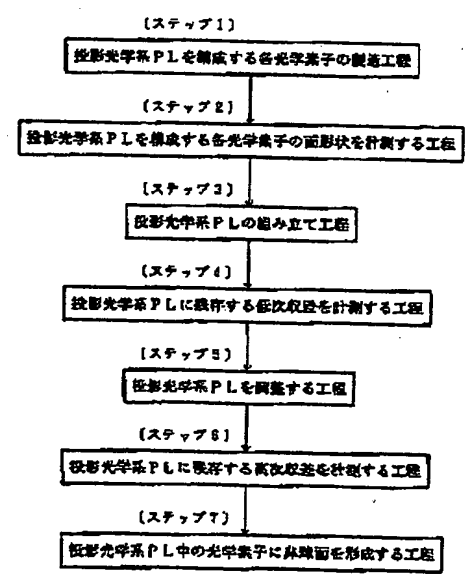 〔ステップ1〕
投影光学系PLを構成する各光学素子の製造工程
〔ステップ2〕
投影光学系PLを構成する各光学素子の面形状を計測する工程
〔ステップ3〕
投影光学系PLの組み立て工程
〔ステップ4〕
投影光学系PLに残存する低次収差を計測する工程
〔ステップ5〕
投影光学系PLを調整する工程
〔ステップ6〕
投影光学系PLに残存する高次収差を計測する工程
〔ステップ7〕
投影光学系PL中の光学素子に非球面を形成する工程